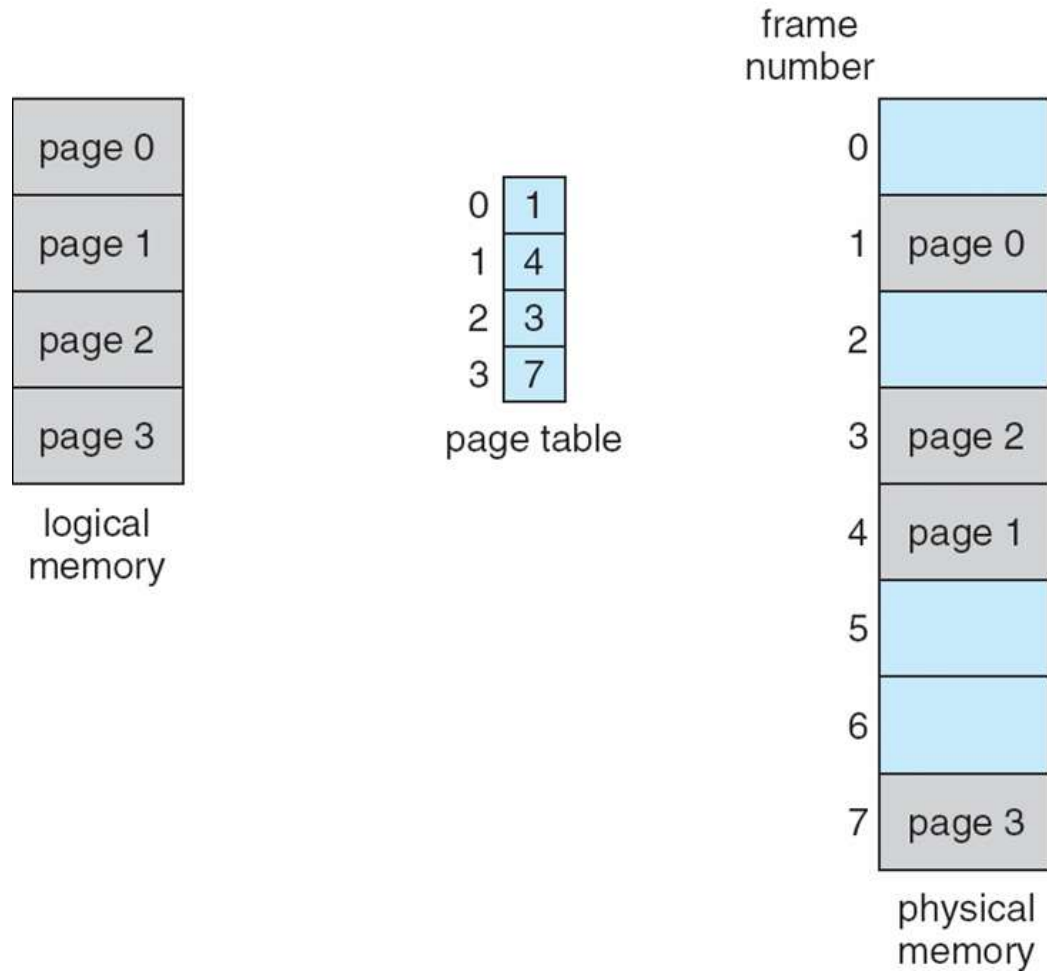 page 0
page 1
page 2
page 3
logical
memory
0 1
1 4
2 3
3 7
page table
frame
number
0
1 page 0
2
3 page 2
4 page 1
5
6
7 page 3
physical
memory